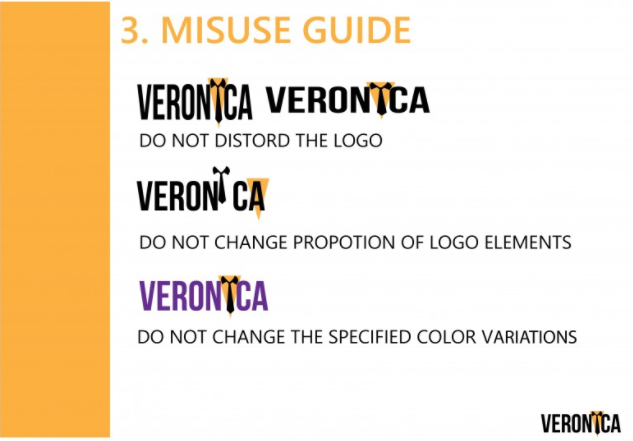 3. MISUSE GUIDE
VERONICA VERONICA
DO NOT DISTORD THE LOGO
VERONICA
DO NOT CHANGE PROPOTION OF LOGO ELEMENTS
VERONICA
DO NOT CHANGE THE SPECIFIED COLOR VARIATIONS
VERONICA